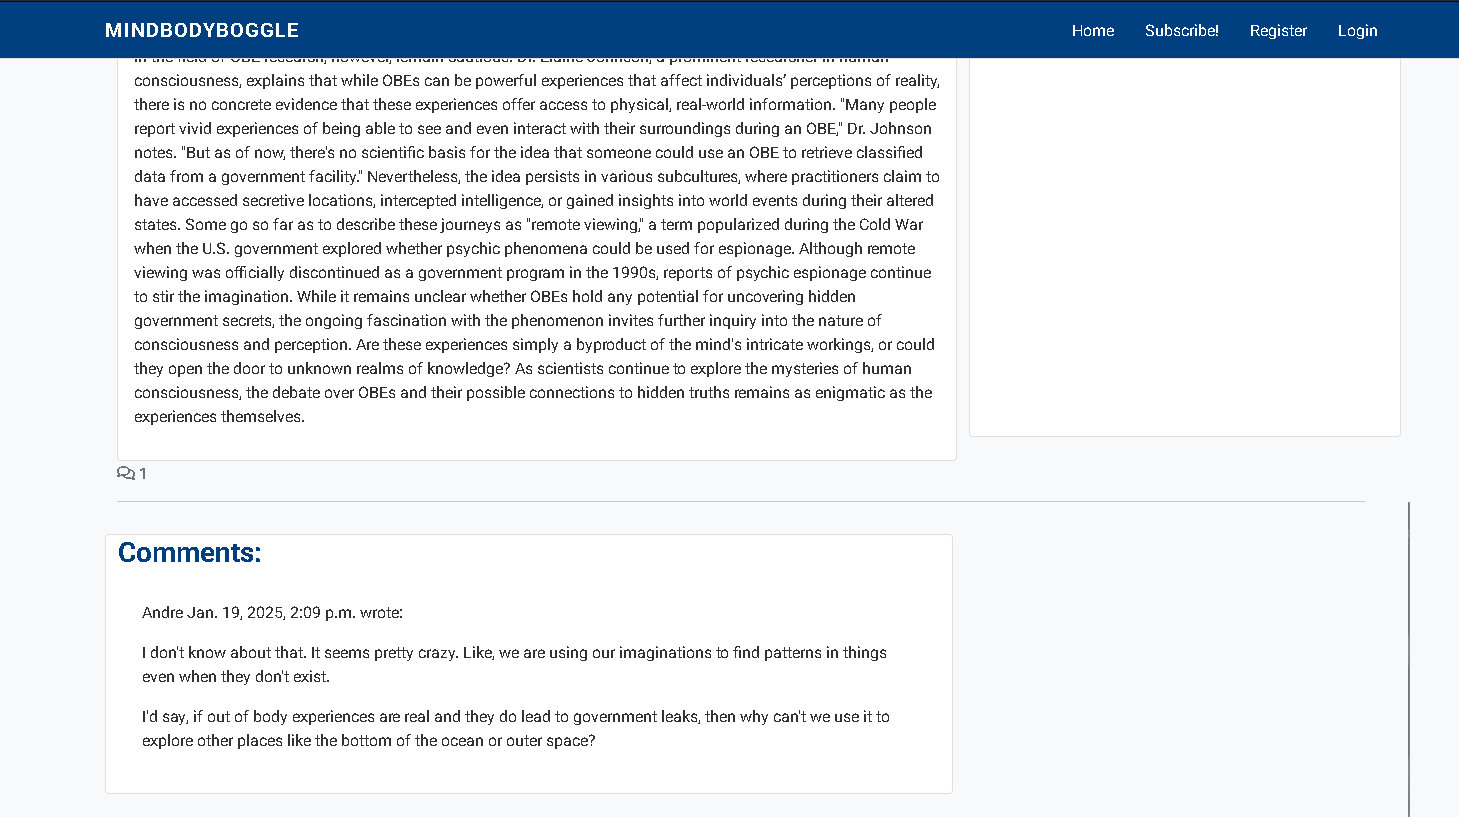 MINDBODYBOGGLE
Home Subscribe! Register Login
in the field of OBE research, however, remain cautious. Dr. Elaine Johnson, a prominent researcher in human
consciousness, explains that while OBEs can be powerful experiences that affect individuals’ perceptions of reality,
there is no concrete evidence that these experiences offer access to physical, real-world information. "Many people
report vivid experiences of being able to see and even interact with their surroundings during an OBE," Dr. Johnson
notes. "But as of now, there's no scientific basis for the idea that someone could use an OBE to retrieve classified
data from a government facility." Nevertheless, the idea persists in various subcultures, where practitioners claim to
have accessed secretive locations, intercepted intelligence, or gained insights into world events during their altered
states. Some go so far as to describe these journeys as "remote viewing," a term popularized during the Cold War
when the U.S. government explored whether psychic phenomena could be used for espionage. Although remote
viewing was officially discontinued as a government program in the 1990s, reports of psychic espionage continue
to stir the imagination. While it remains unclear whether OBEs hold any potential for uncovering hidden
government secrets, the ongoing fascination with the phenomenon invites further inquiry into the nature of
consciousness and perception. Are these experiences simply a byproduct of the mind's intricate workings, or could
they open the door to unknown realms of knowledge? As scientists continue to explore the mysteries of human
consciousness, the debate over OBEs and their possible connections to hidden truths remains as enigmatic as the
experiences themselves.
1
Comments:
Andre Jan. 19, 2025, 2:09 p.m. wrote:
I don't know about that. It seems pretty crazy. Like, we are using our imaginations to find patterns in things
even when they don't exist.
I'd say, if out of body experiences are real and they do lead to government leaks, then why can't we use it to
explore other places like the bottom of the ocean or outer space?